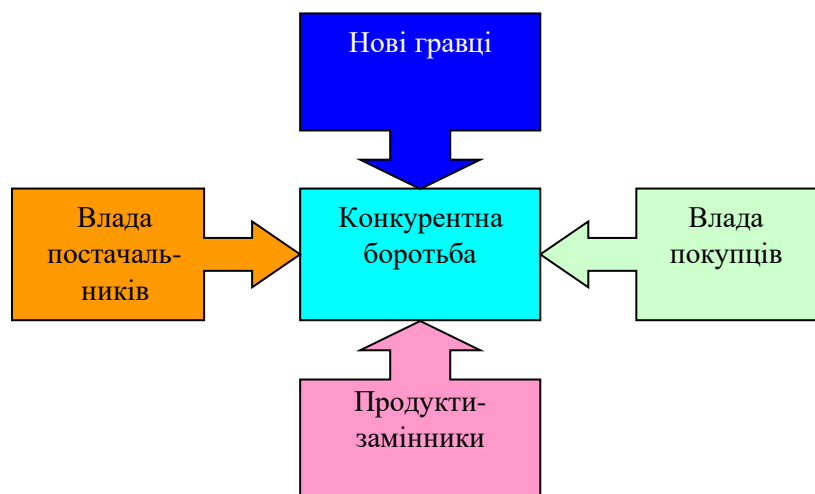 Нові гравці
Влада
постачаль-
ників
Конкурентна
боротьба
Влада
покупців
Продукти-
замінники